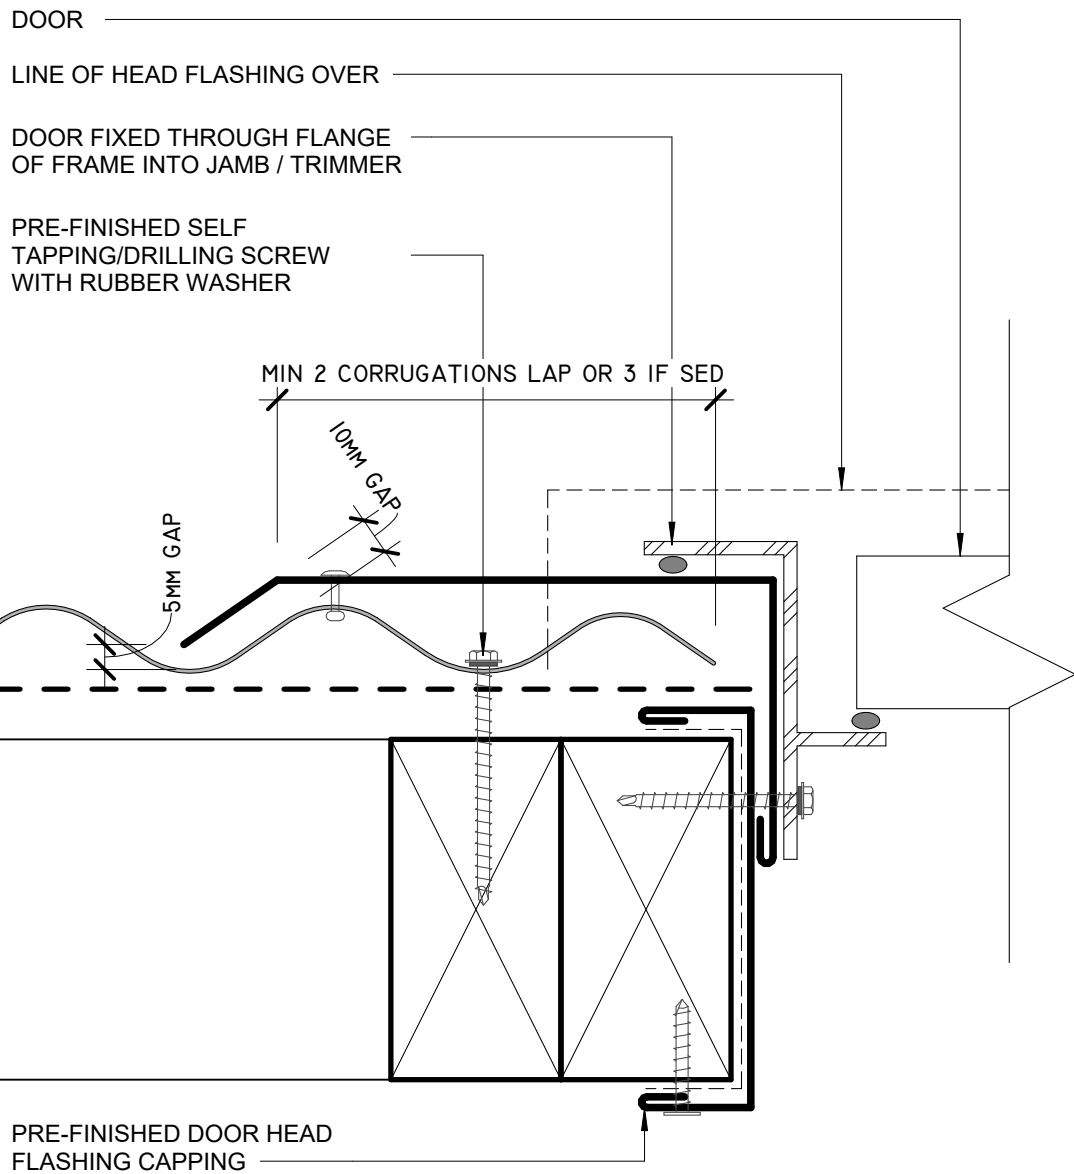 DOOR
LINE OF HEAD FLASHING OVER
DOOR FIXED THROUGH FLANGE
OF FRAME INTO JAMB / TRIMMER
PRE-FINISHED SELF
TAPPING/DRILLING SCREW
WITH RUBBER WASHER
MIN 2 CORRUGATIONS LAP OR 3 IF SED
10MM GAP
5MM GAP
PRE-FINISHED DOOR HEAD
FLASHING CAPPING